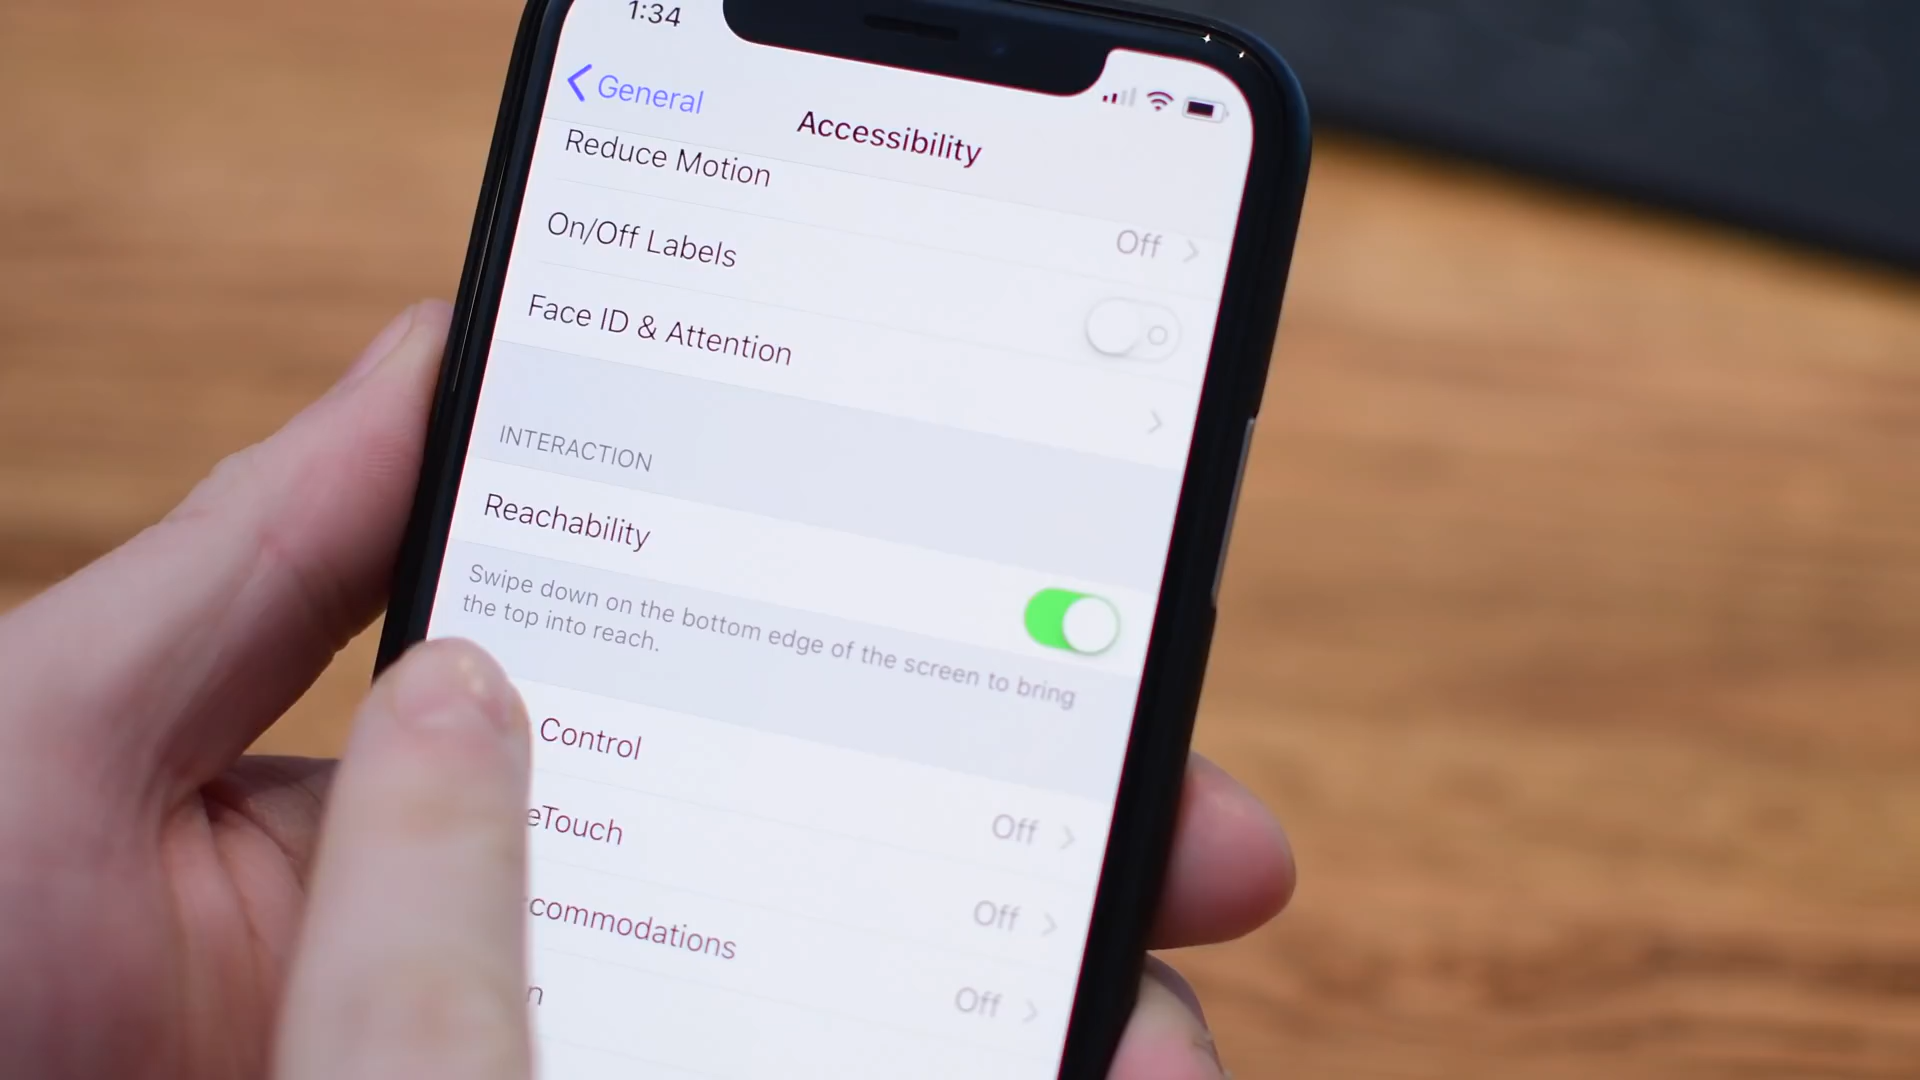 1:34
General
Accessibility
Reduce Motion
Off
On/Off Labels
Face ID & Attention
INTERACTION
Reachability
Swipe down on the bottom edge of the screen to bring
the top into reach.
Control
Off
eTouch
Off
commodations
Off
n